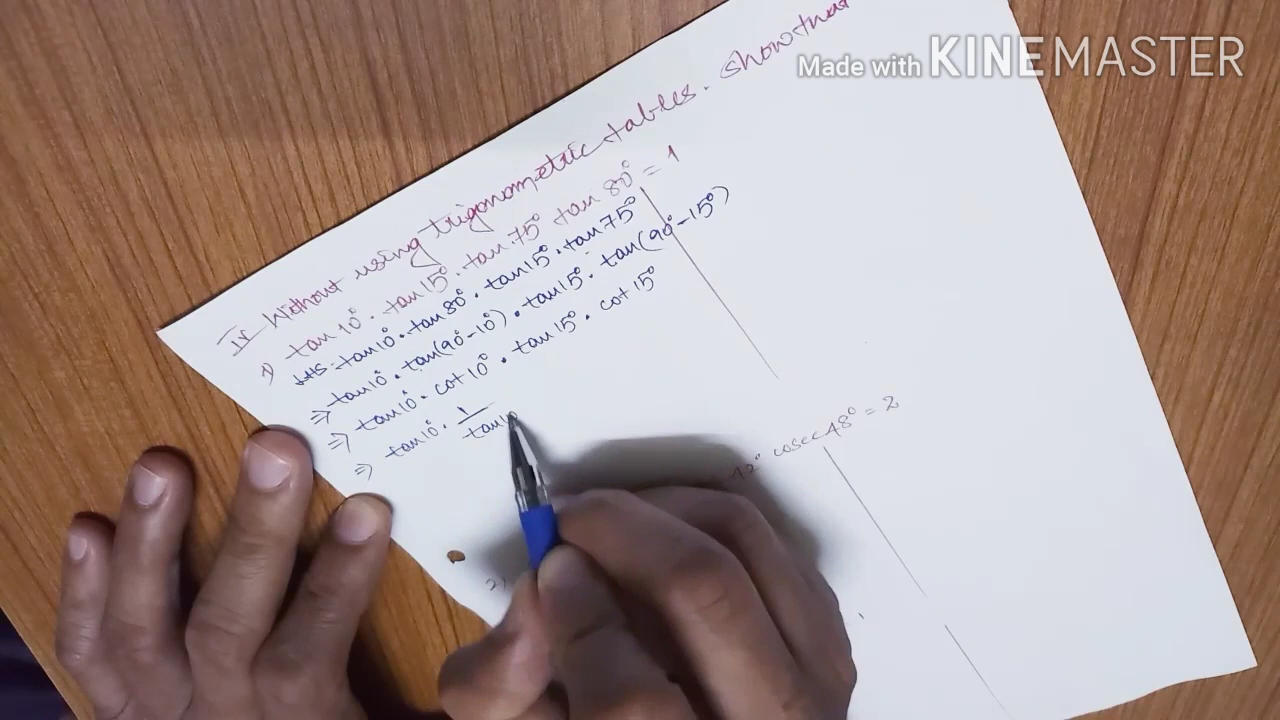 Made with KINEMASTER
IV Without using trigonometric tables. show that
1) tan 10° . tan 15° . tan 75° tan 80° = 1
LHS = tan 10° . tan 80° . tan 15° . tan 75°
⇒ tan 10° . tan(90° - 10°) . tan 15° . tan(90° - 15°)
⇒ tan 10° . cot 10° . tan 15° . cot 15°
⇒ tan 10° . 1/tan 1
2)
cosec 48° = 2